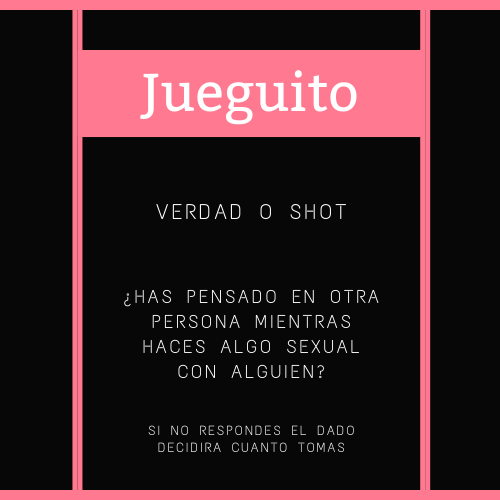 Jueguito
VERDAD O SHOT
¿HAS PENSADO EN OTRA
PERSONA MIENTRAS
HACES ALGO SEXUAL
CON ALGUIEN?
SI NO RESPONDES EL DADO
DECIDIRA CUANTO TOMAS